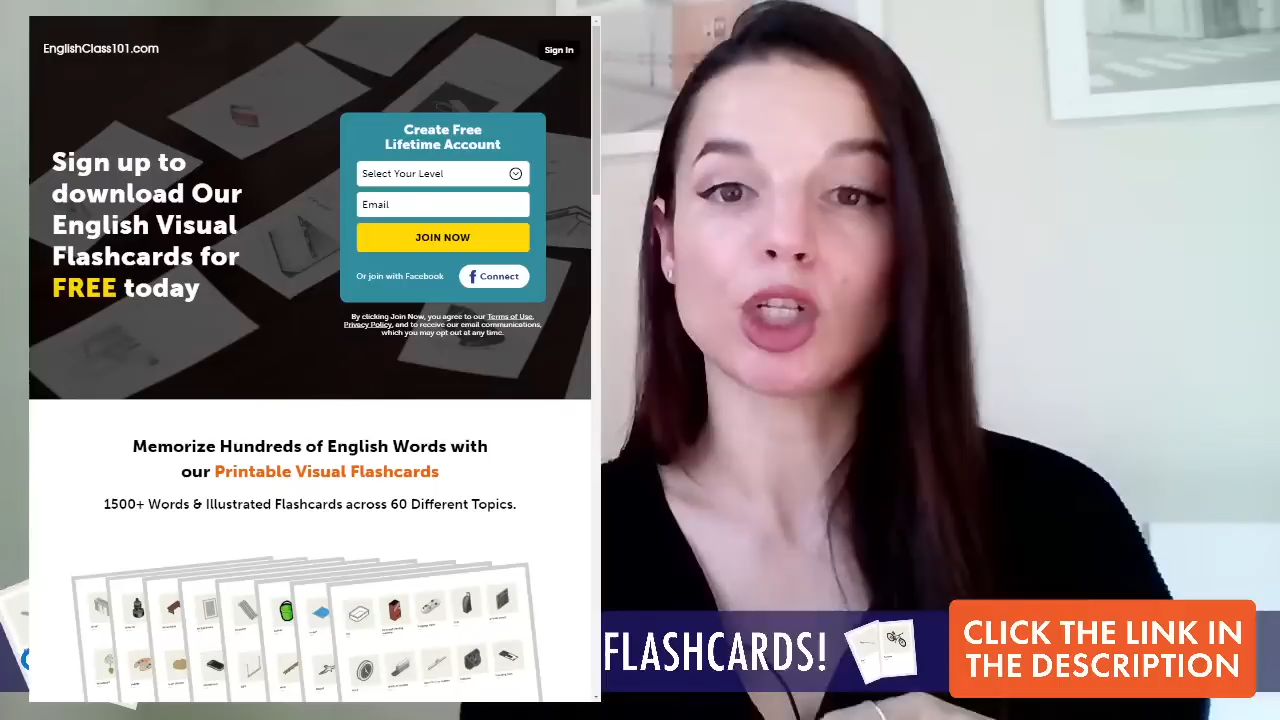 EnglishClass101.com
Sign In
Sign up to
download Our
English Visual
Flashcards for
FREE today
Create Free
Lifetime Account
Select Your Level
Email
JOIN NOW
Or join with Facebook
Connect
By clicking Join Now, you agree to our Terms of Use,
Privacy Policy, and to receive our email communications,
which you may opt out at any time.
Memorize Hundreds of English Words with
our Printable Visual Flashcards
1500+ Words & Illustrated Flashcards across 60 Different Topics.
FLASHCARDS!
CLICK THE LINK IN
THE DESCRIPTION